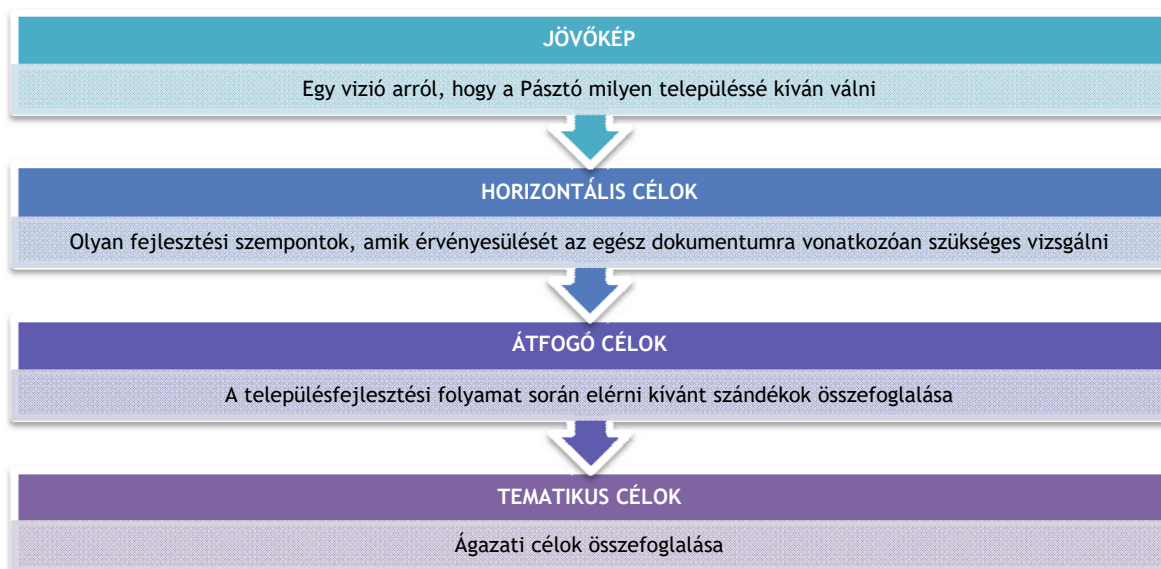 JÖVŐKÉP
Egy vizió arról, hogy a Pásztó milyen településsé kíván válni
HORIZONTÁLIS CÉLOK
Olyan fejlesztési szempontok, amik érvényesülését az egész dokumentumra vonatkozóan szükséges vizsgálni
ÁTFOGÓ CÉLOK
A településfejlesztési folyamat során elérni kívánt szándékok összefoglalása
TEMATIKUS CÉLOK
Ágazati célok összefoglalása